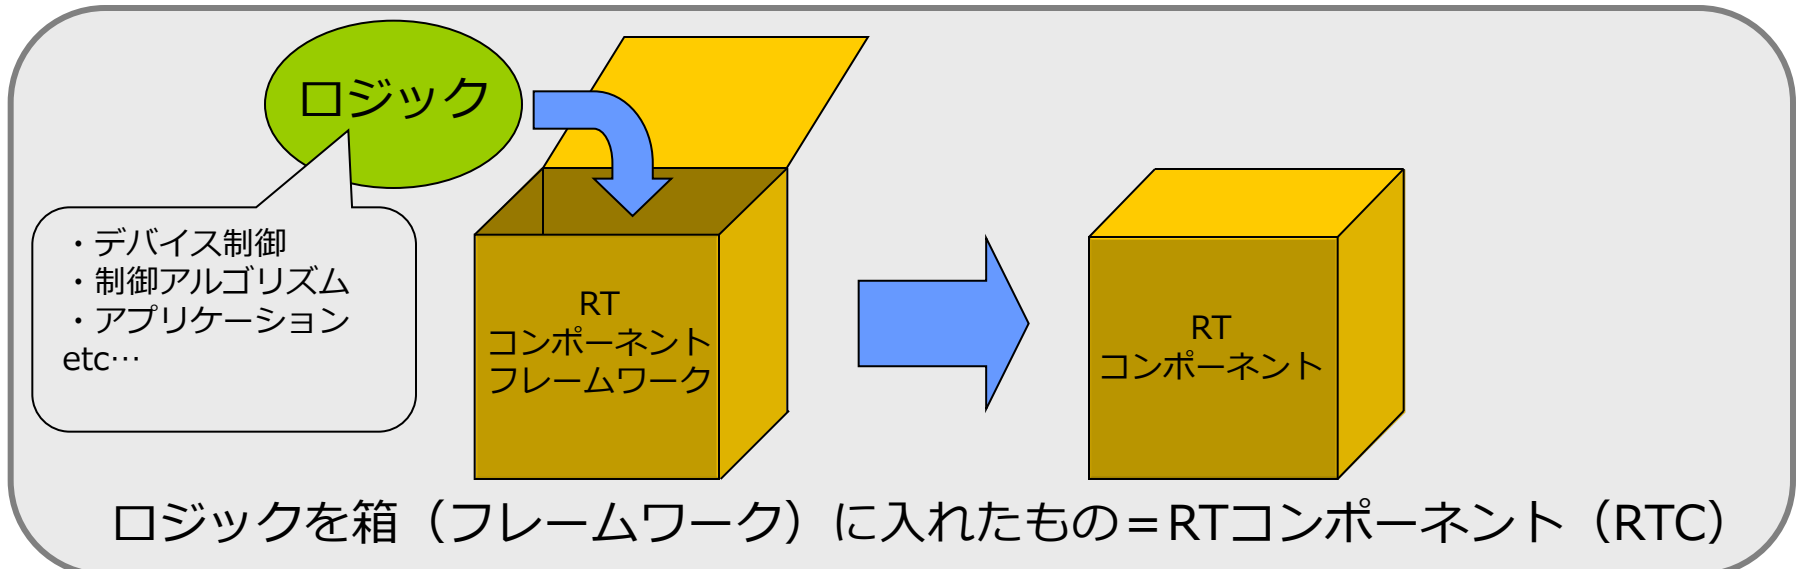 ロジック
・デバイス制御
・制御アルゴリズム
・アプリケーション
etc…
RT
コンポーネント
フレームワーク
RT
コンポーネント
ロジックを箱（フレームワーク）に入れたもの＝RTコンポーネント（RTC）